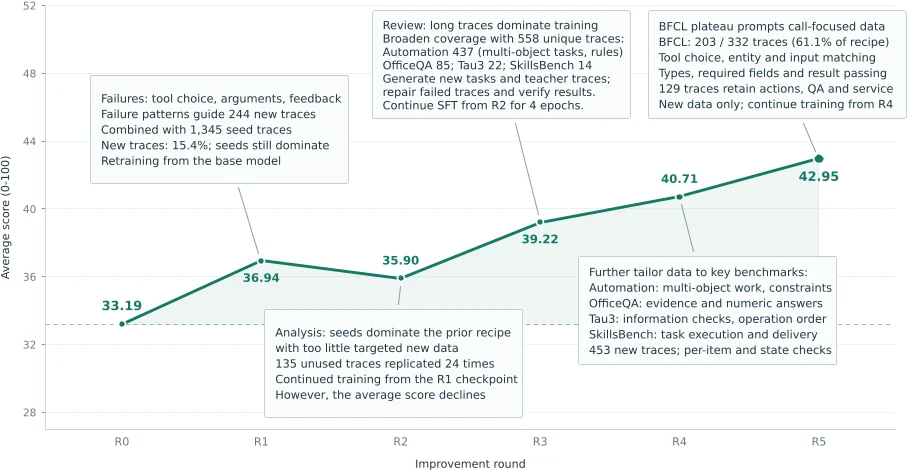 52
48
44
40
36
32
28
Average score (0-100)
Failures: tool choice, arguments, feedback
Failure patterns guide 244 new traces
Combined with 1,345 seed traces
New traces: 15.4%; seeds still dominate
Retraining from the base model
Review: long traces dominate training
Broaden coverage with 558 unique traces:
Automation 437 (multi-object tasks, rules)
OfficeQA 85; Tau3 22; SkillsBench 14
Generate new tasks and teacher traces;
repair failed traces and verify results.
Continue SFT from R2 for 4 epochs.
BFCL plateau prompts call-focused data
BFCL: 203 / 332 traces (61.1% of recipe)
Tool choice, entity and input matching
Types, required fields and result passing
129 traces retain actions, QA and service
New data only; continue training from R4
33.19
36.94
35.90
39.22
40.71
42.95
Analysis: seeds dominate the prior recipe
with too little targeted new data
135 unused traces replicated 24 times
Continued training from the R1 checkpoint
However, the average score declines
Further tailor data to key benchmarks:
Automation: multi-object work, constraints
OfficeQA: evidence and numeric answers
Tau3: information checks, operation order
SkillsBench: task execution and delivery
453 new traces; per-item and state checks
R0
R1
R2
R3
R4
R5
Improvement round